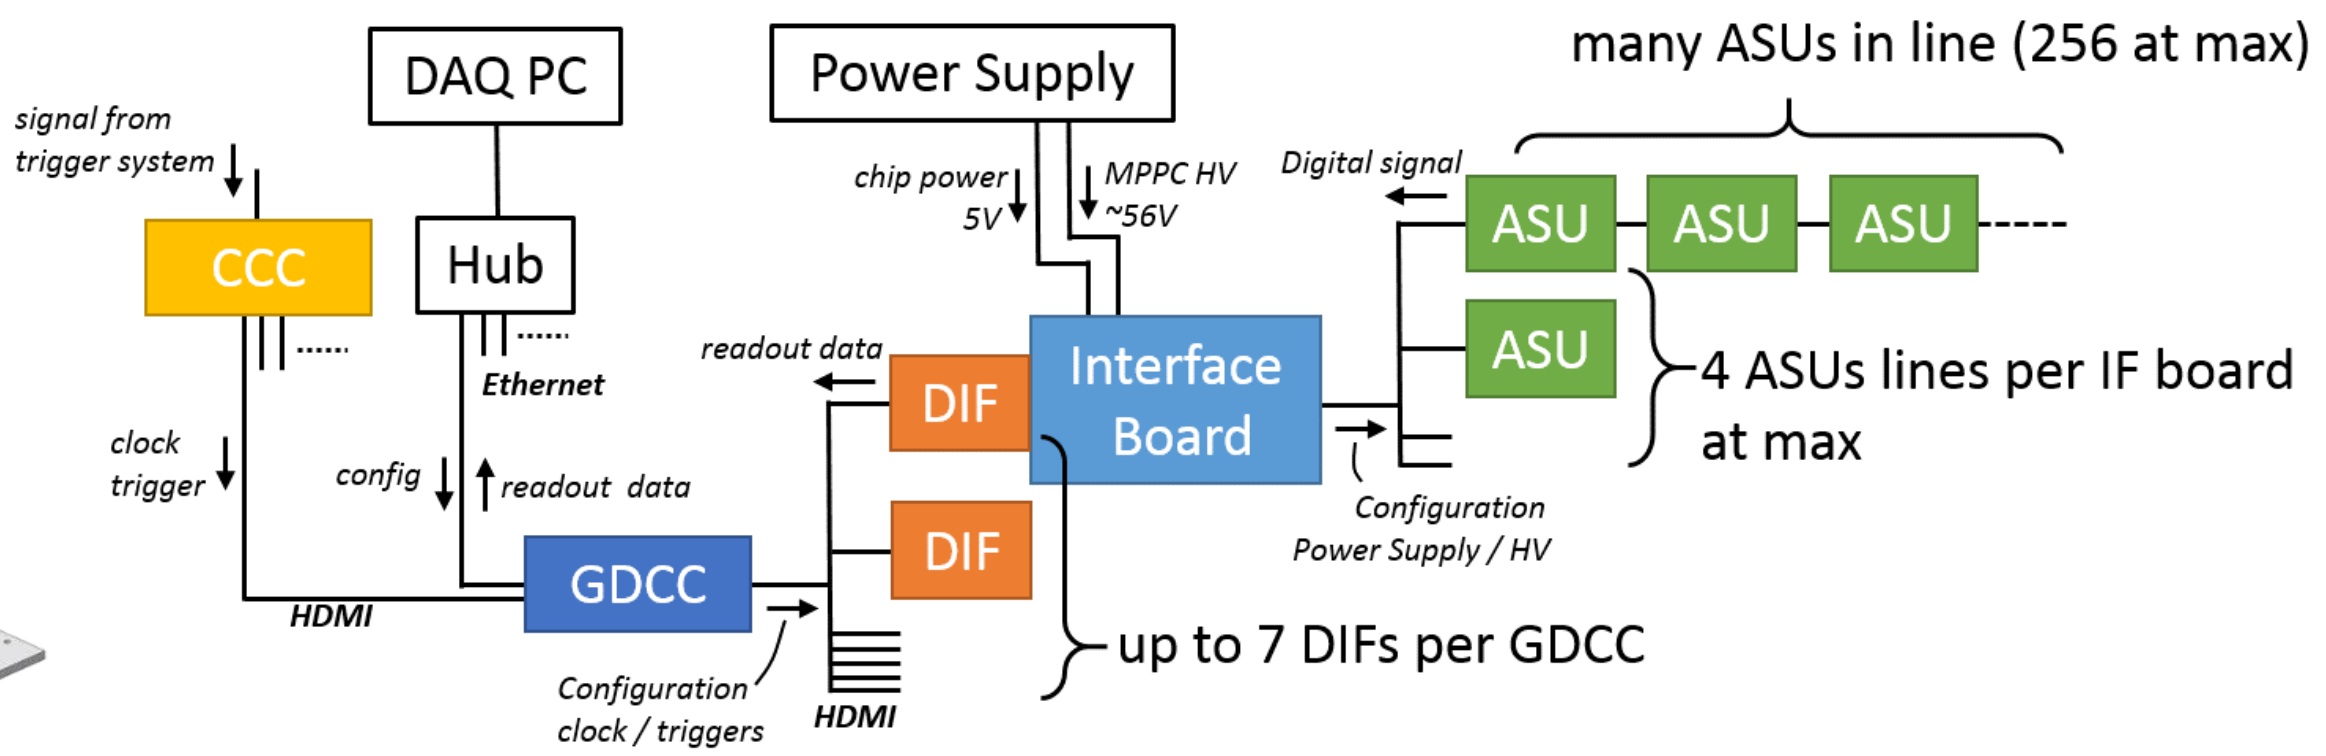 many ASUs in line (256 at max)
DAQ PC
Power Supply
signal from
trigger system
chip power
5V
MPPC HV
~56V
Digital signal
ASU
ASU
ASU
CCC
Hub
......
......
Ethernet
readout data
DIF
Interface
Board
ASU
4 ASUs lines per IF board
at max
clock
trigger
config
readout data
Configuration
Power Supply / HV
GDCC
DIF
HDMI
up to 7 DIFs per GDCC
Configuration
clock / triggers
HDMI